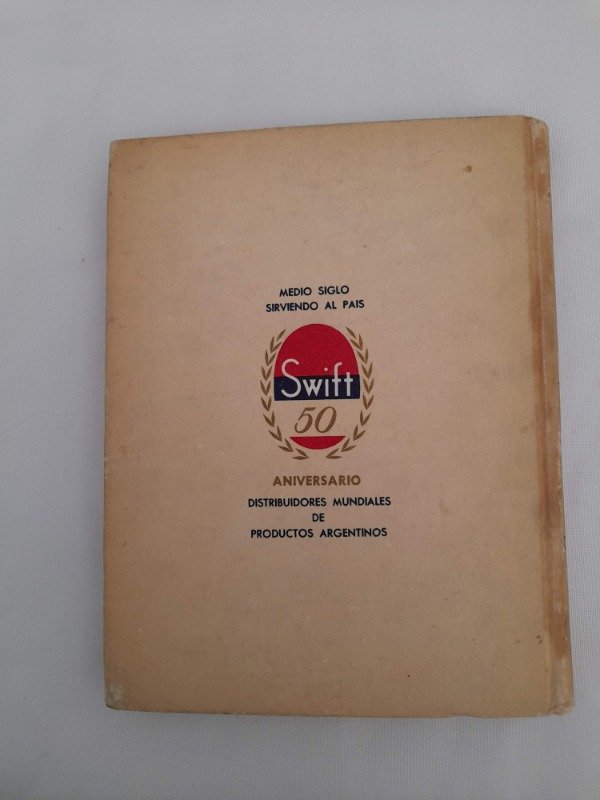 MEDIO SIGLO
SIRVIENDO AL PAIS
Swift
50
ANIVERSARIO
DISTRIBUIDORES MUNDIALES
DE
PRODUCTOS ARGENTINOS